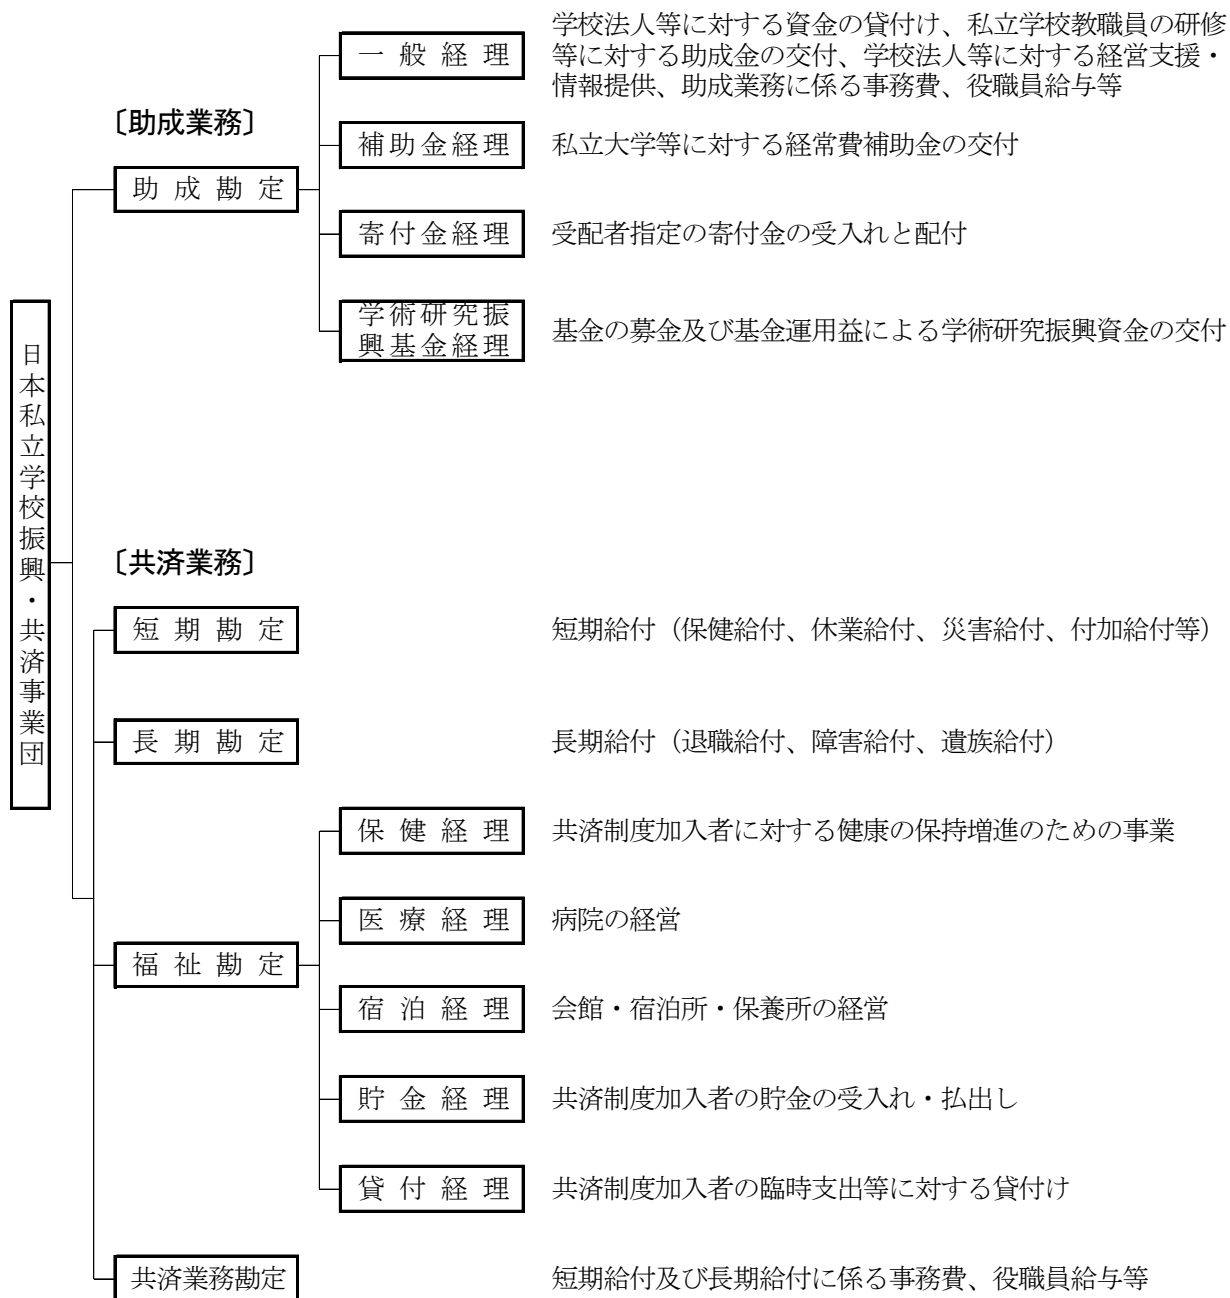 日本私立学校振興・共済事業団
〔助成業務〕
助成勘定
一般経理
学校法人等に対する資金の貸付け、私立学校教職員の研修
等に対する助成金の交付、学校法人等に対する経営支援・
情報提供、助成業務に係る事務費、役職員給与等
補助金経理
私立大学等に対する経常費補助金の交付
寄付金経理
受配者指定の寄付金の受入れと配付
学術研究振
興基金経理
基金の募金及び基金運用益による学術研究振興資金の交付
〔共済業務〕
短期勘定
短期給付（保健給付、休業給付、災害給付、付加給付等）
長期勘定
長期給付（退職給付、障害給付、遺族給付）
福祉勘定
保健経理
共済制度加入者に対する健康の保持増進のための事業
医療経理
病院の経営
宿泊経理
会館・宿泊所・保養所の経営
貯金経理
共済制度加入者の貯金の受入れ・払出し
貸付経理
共済制度加入者の臨時支出等に対する貸付け
共済業務勘定
短期給付及び長期給付に係る事務費、役職員給与等